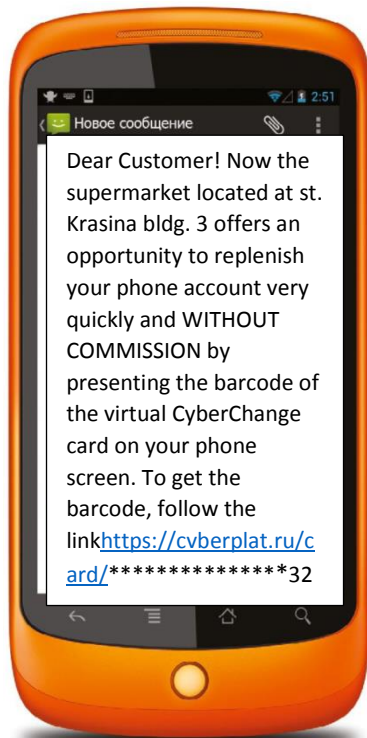 2:51
Новое сообщение
Dear Customer! Now the
supermarket located at st.
Krasina bldg. 3 offers an
opportunity to replenish
your phone account very
quickly and WITHOUT
COMMISSION by
presenting the barcode of
the virtual CyberChange
card on your phone
screen. To get the
barcode, follow the
linkhttps://cvberplat.ru/c
ard/***************32